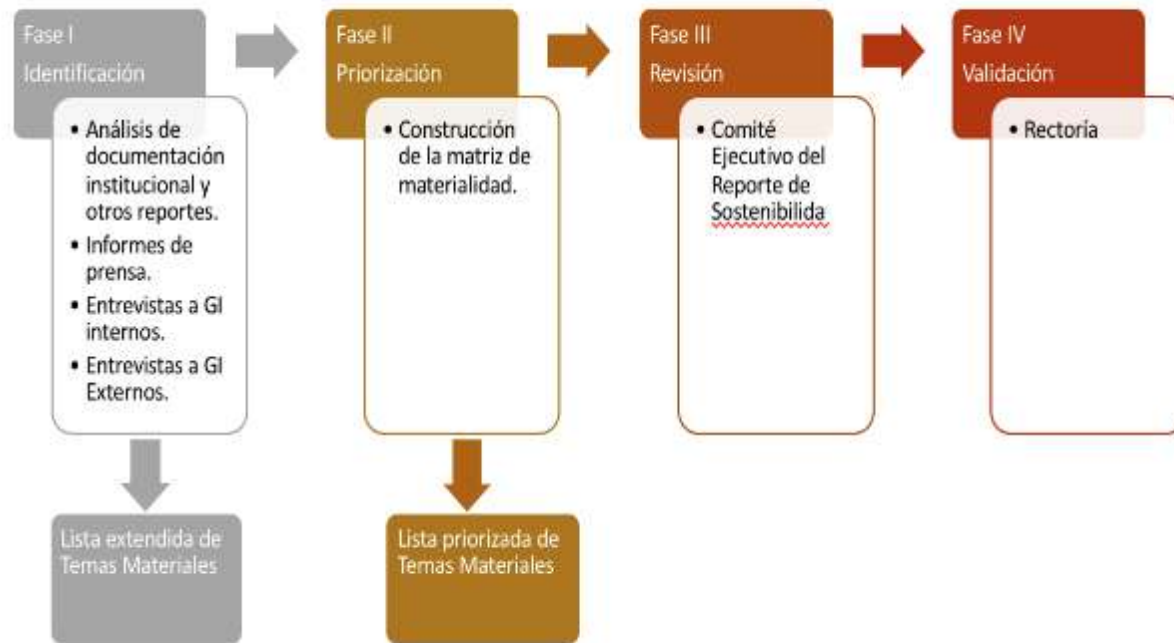 Fase I
Identificación
• Análisis de
documentación
institucional y
otros reportes.
• Informes de
prensa.
• Entrevistas a GI
internos.
• Entrevistas a GI
Externos.
Lista extendida de
Temas Materiales
Fase II
Priorización
• Construcción
de la matriz de
materialidad.
Lista priorizada de
Temas Materiales
Fase III
Revisión
• Comité
Ejecutivo del
Reporte de
Sostenibilida
Fase IV
Validación
• Rectoría